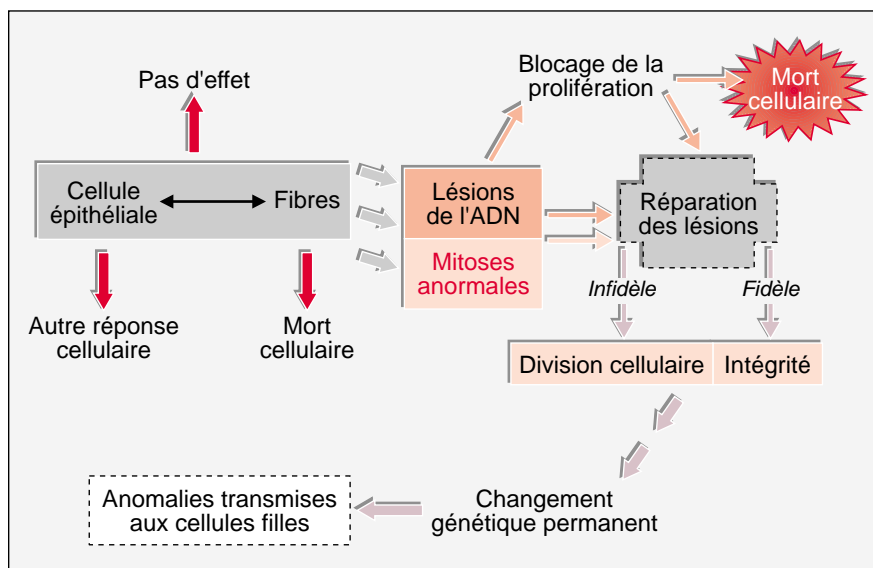 Pas d'effet
Blocage de la
prolifération
Mort
cellulaire
Cellule
épithéliale
Fibres
Lésions
de l'ADN
Mitoses
anormales
Réparation
des lésions
Infidèle
Fidèle
Autre réponse
cellulaire
Mort
cellulaire
Division cellulaire
Intégrité
Changement
génétique permanent
Anomalies transmises
aux cellules filles